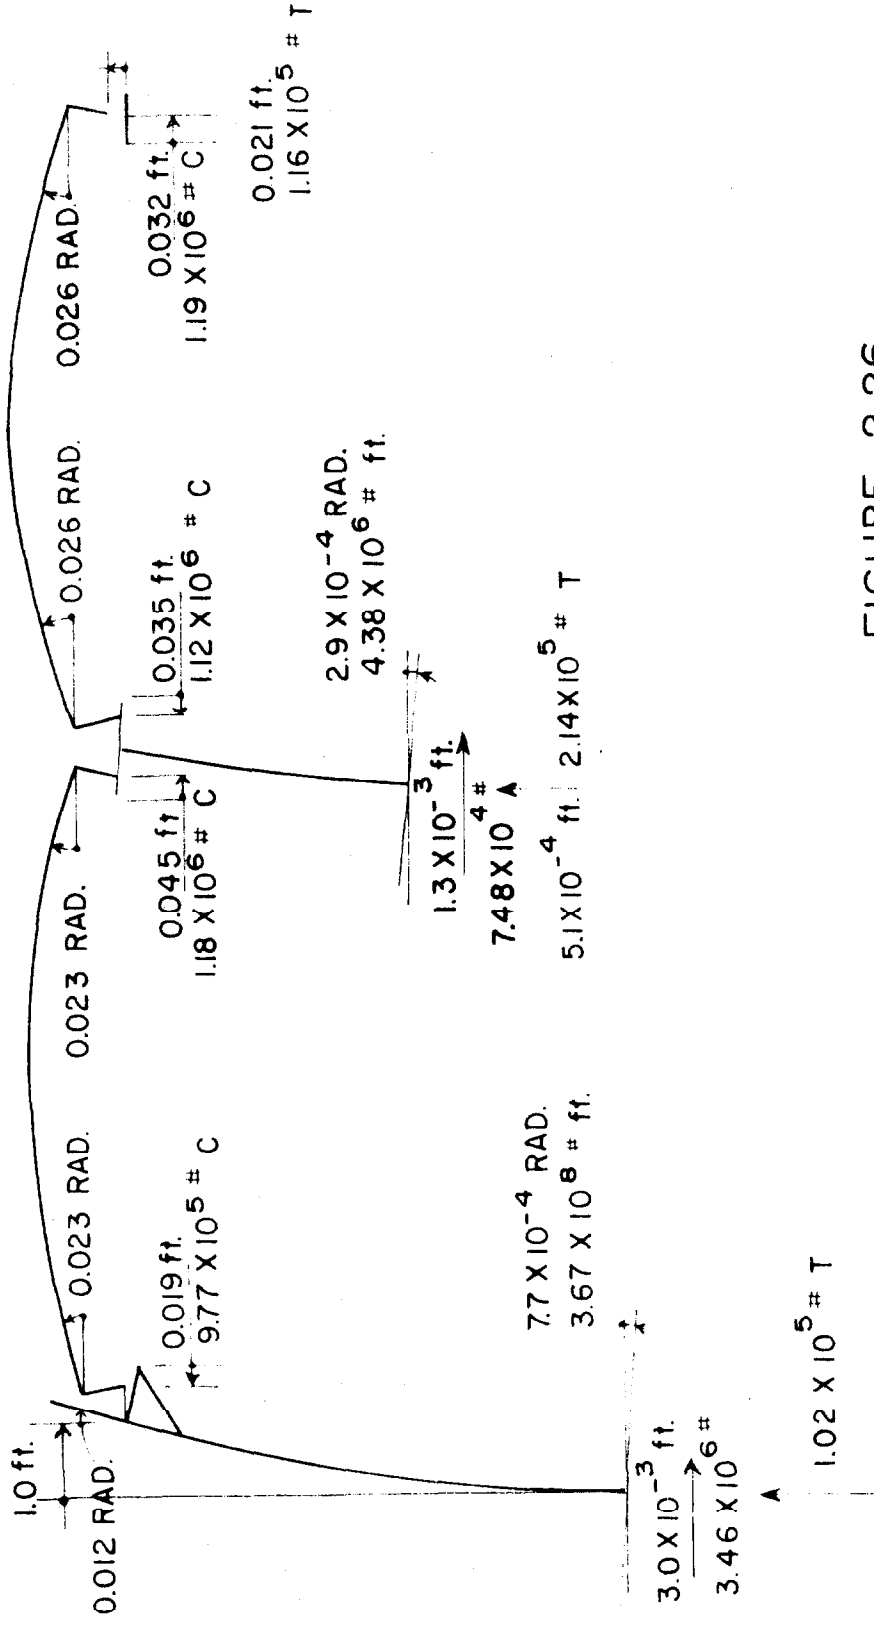 1.0 ft.
0.012 RAD.
0.023 RAD.
0.023 RAD.
0.026 RAD.
0.026 RAD.
0.019 ft.
9.77 X 10⁵ # C
0.045 ft
1.18 X 10⁶ # C
0.035 ft.
1.12 X 10⁶ # C
0.032 ft.
1.19 X 10⁶ # C
0.021 ft.
1.16 X 10⁵ # T
7.7 X 10⁻⁴ RAD.
3.67 X 10⁸ # ft.
2.9 X 10⁻⁴ RAD.
4.38 X 10⁶ # ft.
3.0 X 10⁻³ ft.
3.46 X 10⁶ #
1.02 X 10⁵ # T
1.3 X 10⁻³ ft.
7.48 X 10⁴ #
5.1 X 10⁻⁴ ft. 2.14 X 10⁵ # T
FIGURE